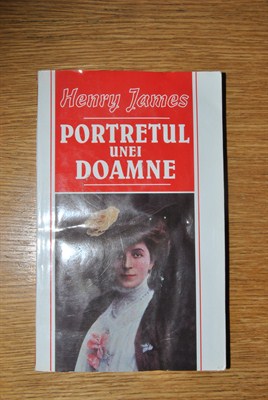 Henry James
PORTRETUL
UNEI
DOAMNE